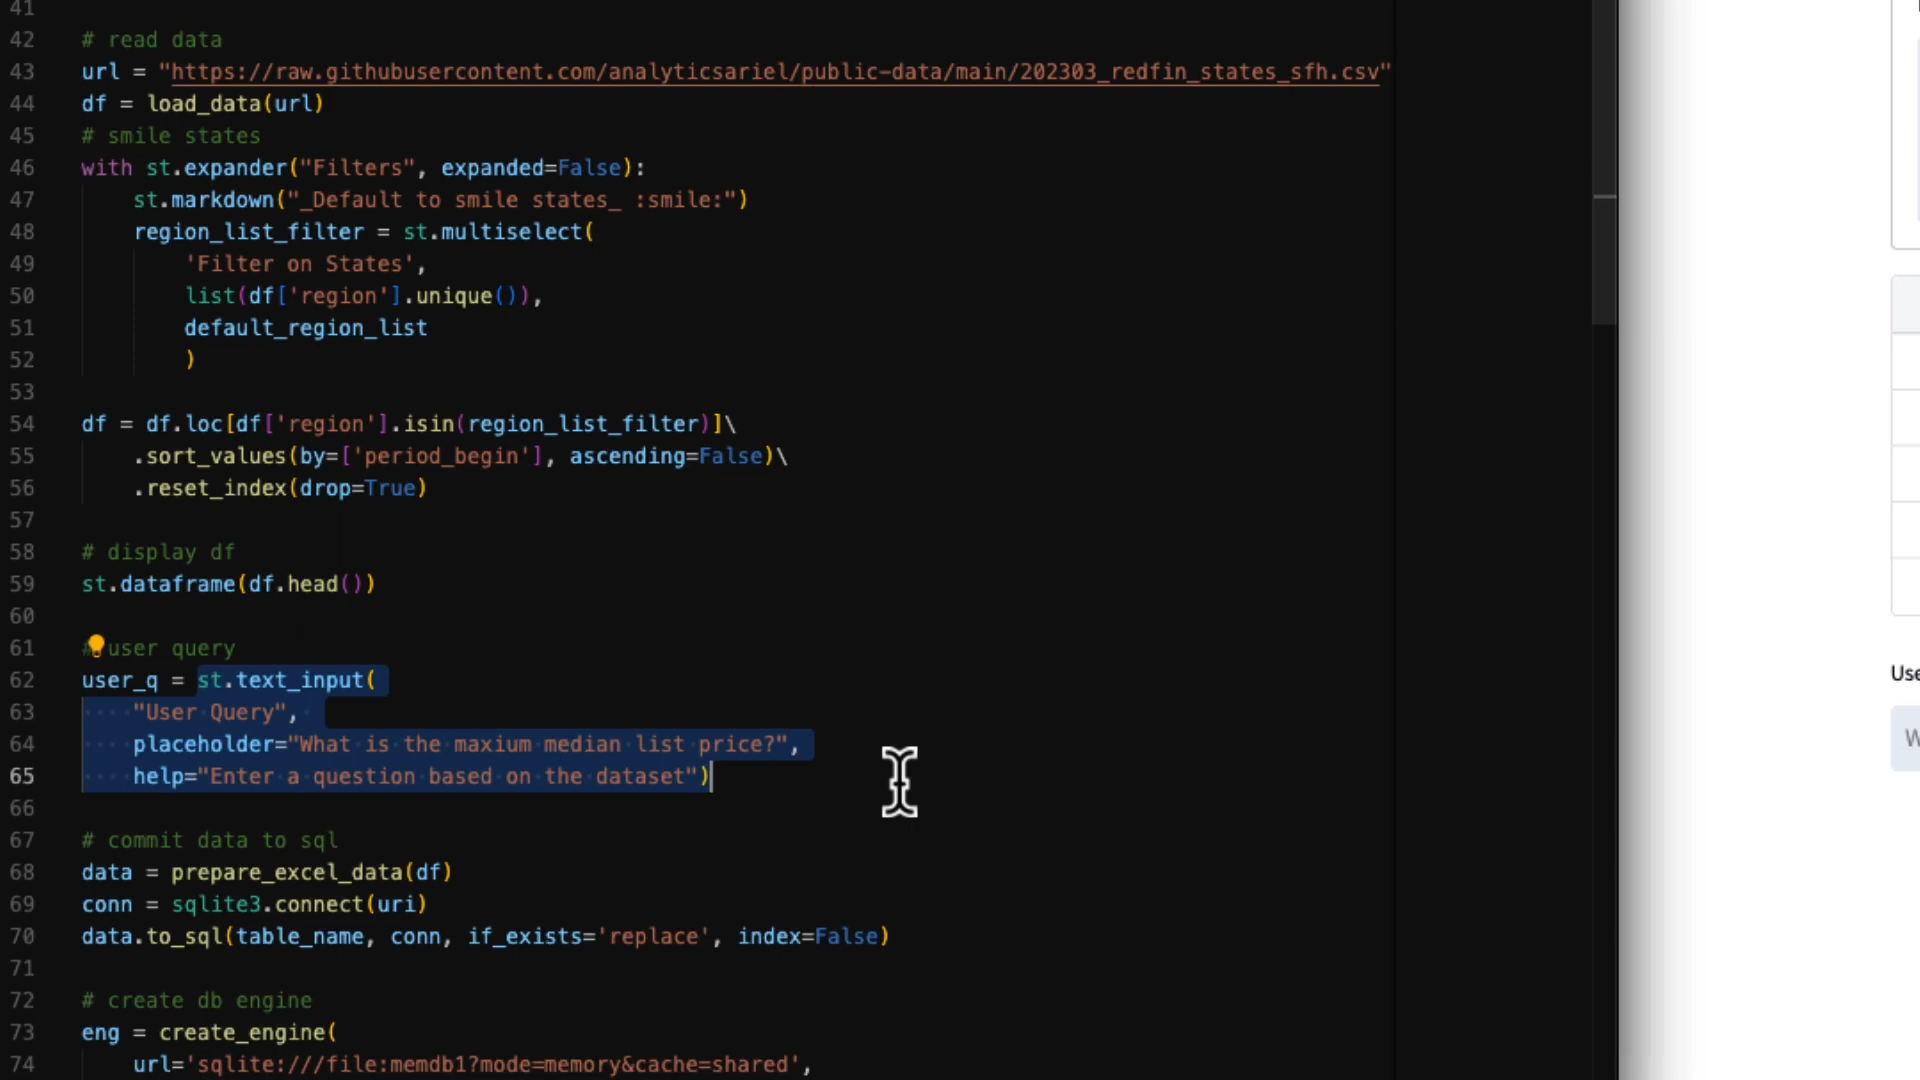 41
42 # read data
43 url = "https://raw.githubusercontent.com/analyticsariel/public-data/main/202303_redfin_states_sfh.csv"
44 df = load_data(url)
45 # smile states
46 with st.expander("Filters", expanded=False):
47     st.markdown("_Default to smile states_ :smile:")
48     region_list_filter = st.multiselect(
49         'Filter on States',
50         list(df['region'].unique()),
51         default_region_list
52         )
53
54 df = df.loc[df['region'].isin(region_list_filter)]\
55     .sort_values(by=['period_begin'], ascending=False)\
56     .reset_index(drop=True)
57
58 # display df
59 st.dataframe(df.head())
60
61 # user query
62 user_q = st.text_input(
63     "User Query",
64     placeholder="What is the maxium median list price?",
65     help="Enter a question based on the dataset")
66
67 # commit data to sql
68 data = prepare_excel_data(df)
69 conn = sqlite3.connect(uri)
70 data.to_sql(table_name, conn, if_exists='replace', index=False)
71
72 # create db engine
73 eng = create_engine(
74     url='sqlite:///file:memdb1?mode=memory&cache=shared',
Use
W